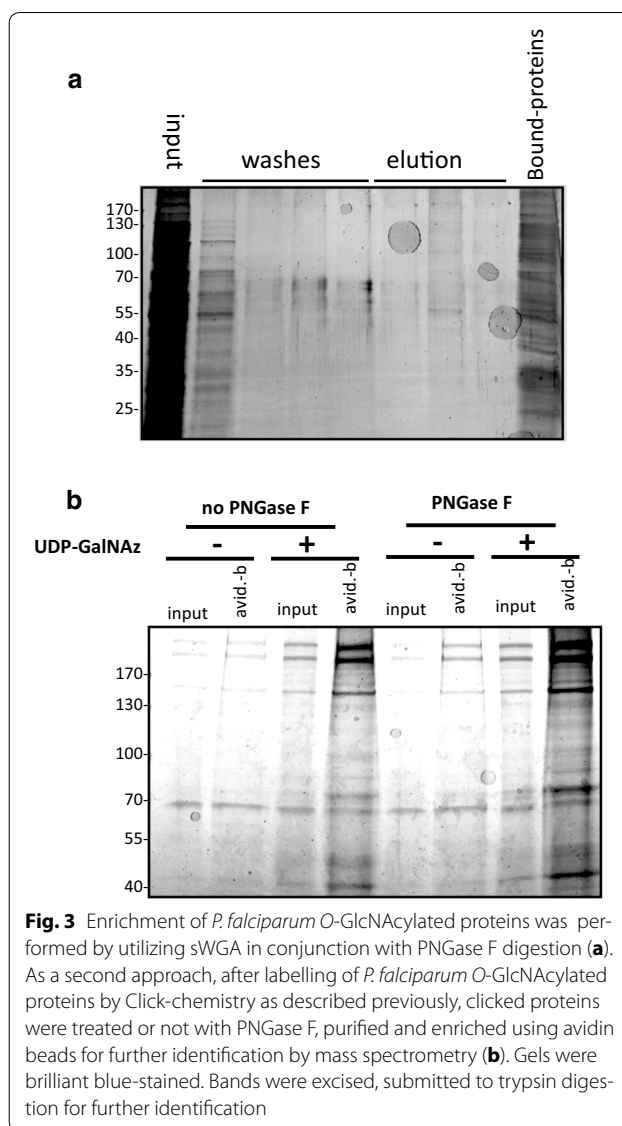 a
input
washes
elution
Bound-proteins
170-
130-
100-
70-
55-
40-
35-
25-
b
no PNGase F
PNGase F
UDP-GalNAz
- + - +
input avid.-b input avid.-b input avid.-b input avid.-b
170-
130-
100-
70-
55-
40-
Fig. 3 Enrichment of P. falciparum O-GlcNAcylated proteins was per-
formed by utilizing sWGA in conjunction with PNGase F digestion (a).
As a second approach, after labelling of P. falciparum O-GlcNAcylated
proteins by Click-chemistry as described previously, clicked proteins
were treated or not with PNGase F, purified and enriched using avidin
beads for further identification by mass spectrometry (b). Gels were
brilliant blue-stained. Bands were excised, submitted to trypsin diges-
tion for further identification